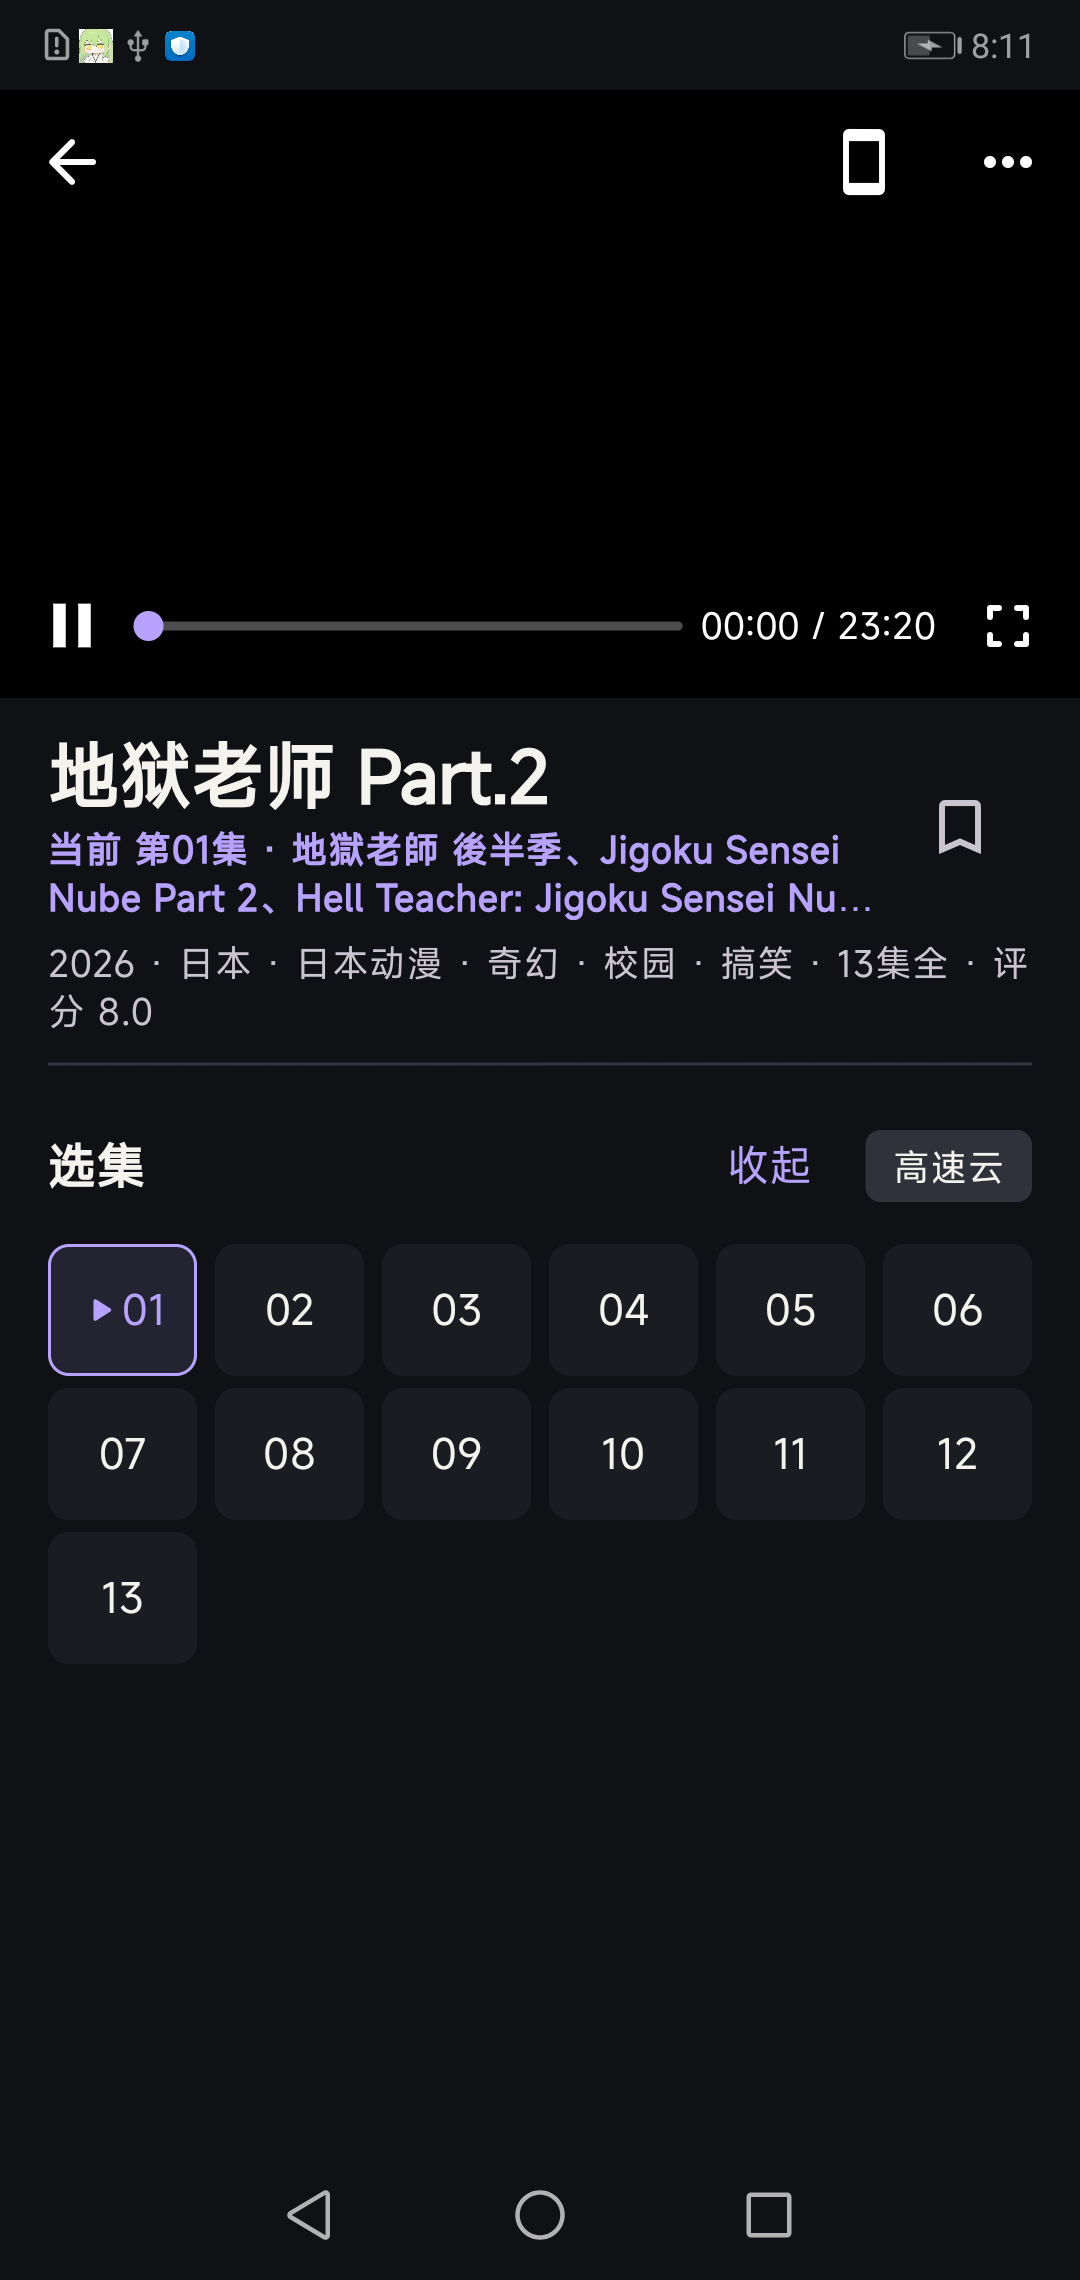 8:11
00:00 / 23:20
地狱老师 Part.2
当前 第01集 · 地獄老師 後半季、Jigoku Sensei
Nube Part 2、Hell Teacher: Jigoku Sensei Nu...
2026 · 日本 · 日本动漫 · 奇幻 · 校园 · 搞笑 · 13集全 · 评
分 8.0
选集 收起 高速云
01 02 03 04 05 06
07 08 09 10 11 12
13